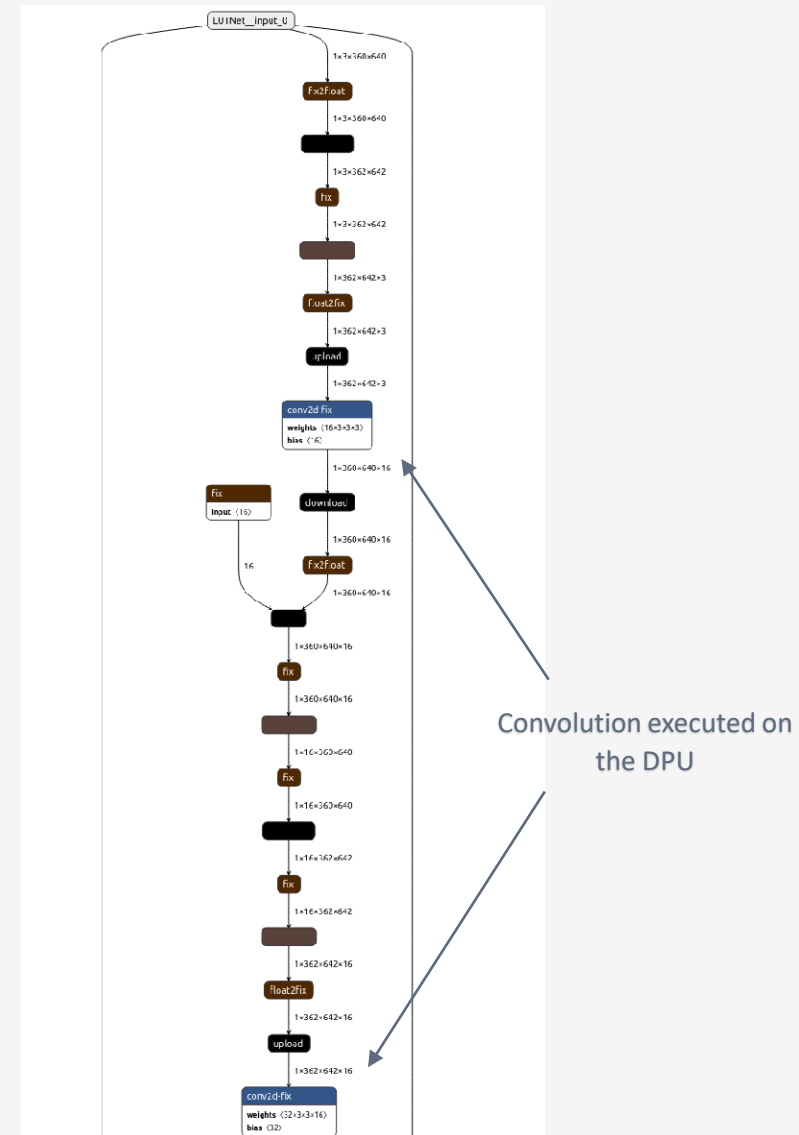 LUTNet__input_0
1×3×360×640
fix2float
1×3×360×640
1×3×362×642
fix
1×3×362×642
1×362×642×3
float2fix
1×362×642×3
upload
1×362×642×3
conv2d-fix
weights ⟨16×3×3×3⟩
bias ⟨16⟩
1×360×640×16
fix
input ⟨16⟩
download
1×360×640×16
16
fix2float
1×360×640×16
1×360×640×16
fix
1×360×640×16
1×16×360×640
fix
1×16×360×640
1×16×362×642
fix
1×16×362×642
1×362×642×16
float2fix
1×362×642×16
upload
1×362×642×16
conv2d-fix
weights ⟨32×3×3×16⟩
bias ⟨32⟩
Convolution executed on
the DPU